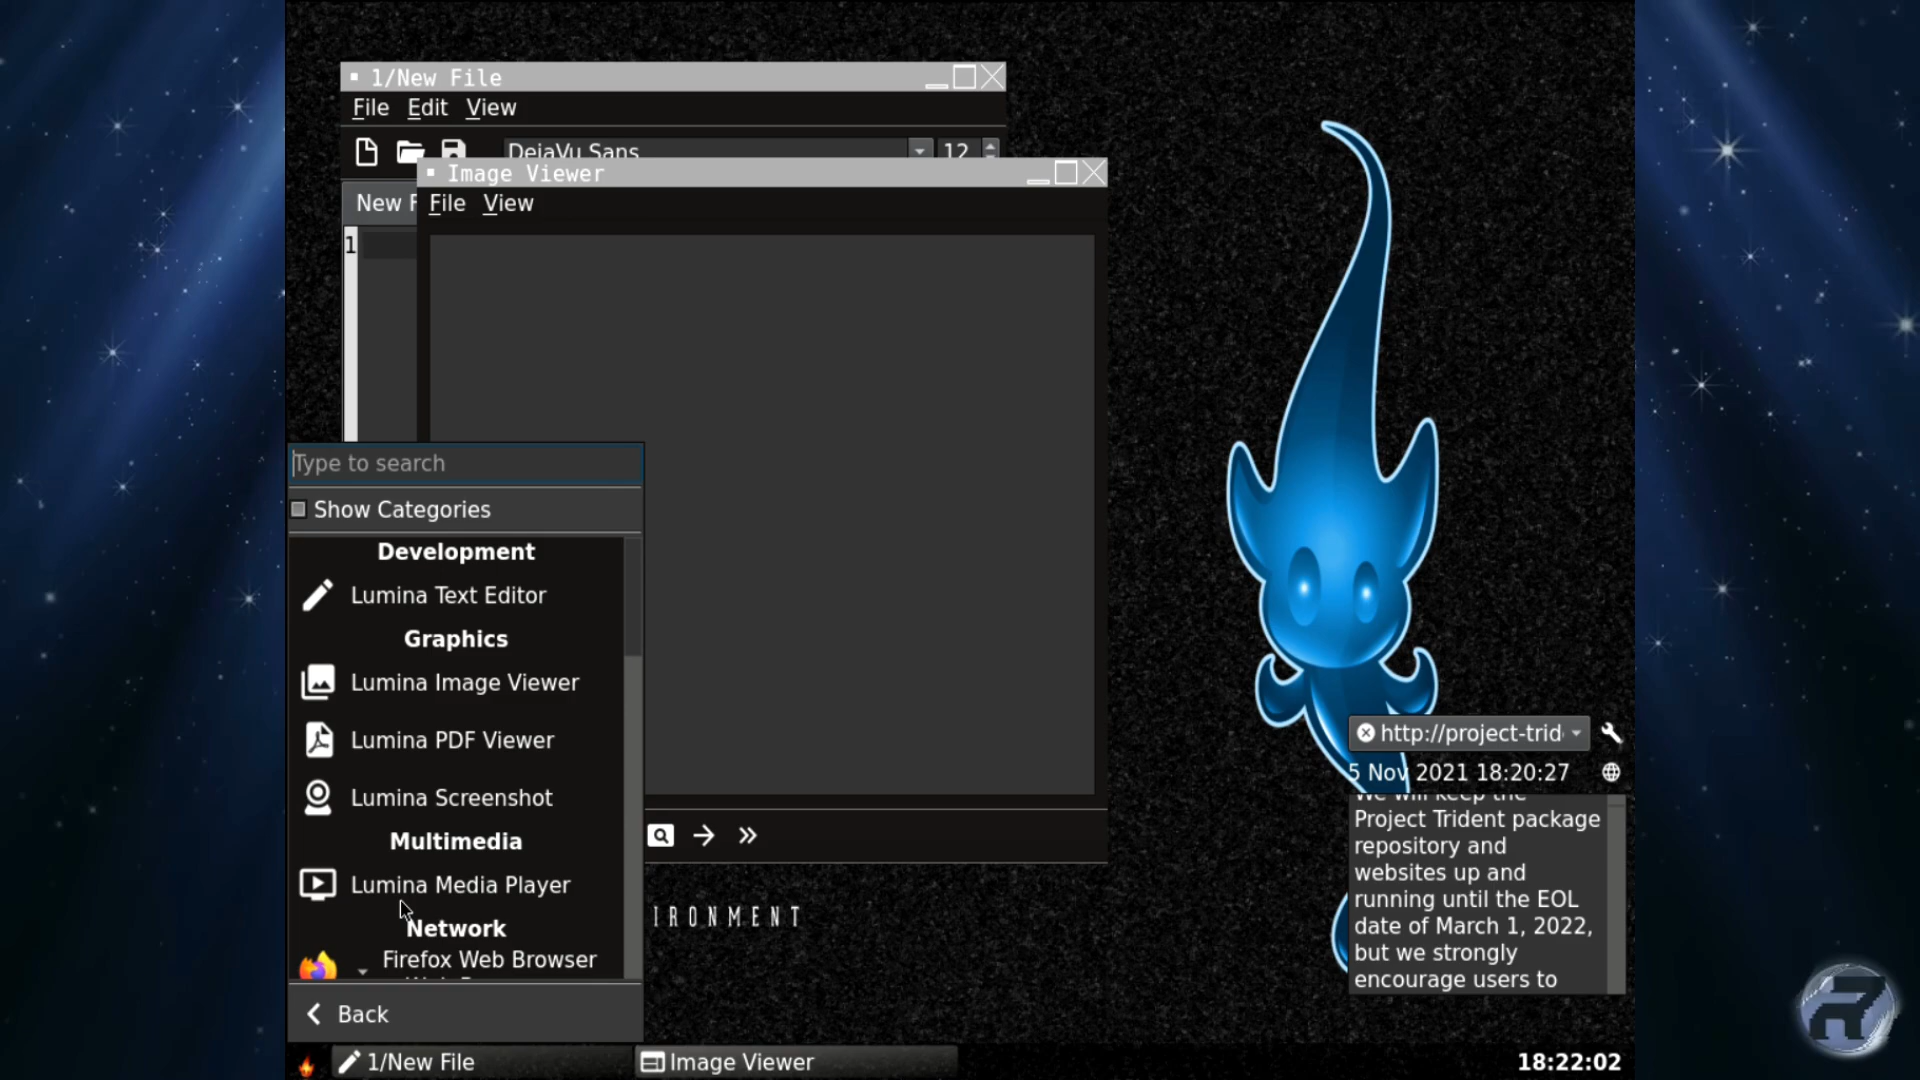 1/New File
File Edit View
DejaVu Sans 12
Image Viewer
New F
File View
1
Type to search
Show Categories
Development
Lumina Text Editor
Graphics
Lumina Image Viewer
Lumina PDF Viewer
Lumina Screenshot
Multimedia
Lumina Media Player
Network
Firefox Web Browser
Back
IRONMENT
http://project-trid
5 Nov 2021 18:20:27
We will keep the
Project Trident package
repository and
websites up and
running until the EOL
date of March 1, 2022,
but we strongly
encourage users to
1/New File
Image Viewer
18:22:02